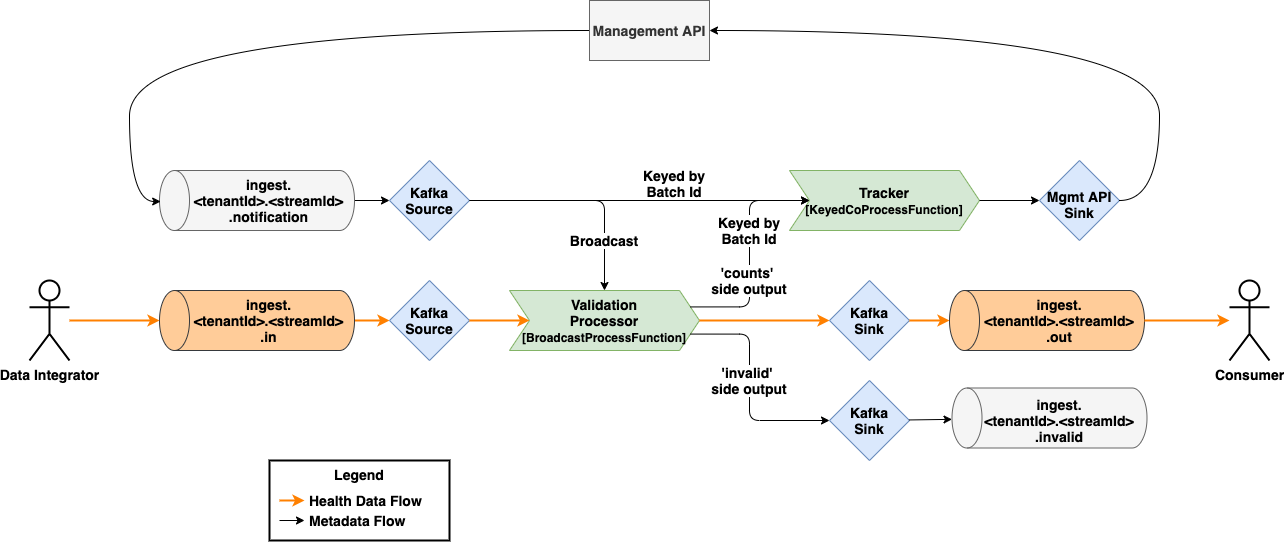 Management API
Keyed by
Batch Id
ingest.
<tenantId>.<streamId>
.notification
Kafka
Source
Tracker
[KeyedCoProcessFunction]
Mgmt API
Sink
Keyed by
Batch Id
Broadcast
'counts'
side output
ingest.
<tenantId>.<streamId>
.in
Kafka
Source
Validation
Processor
[BroadcastProcessFunction]
Kafka
Sink
ingest.
<tenantId>.<streamId>
.out
Data Integrator
Consumer
'invalid'
side output
Kafka
Sink
ingest.
<tenantId>.<streamId>
.invalid
Legend
Health Data Flow
Metadata Flow